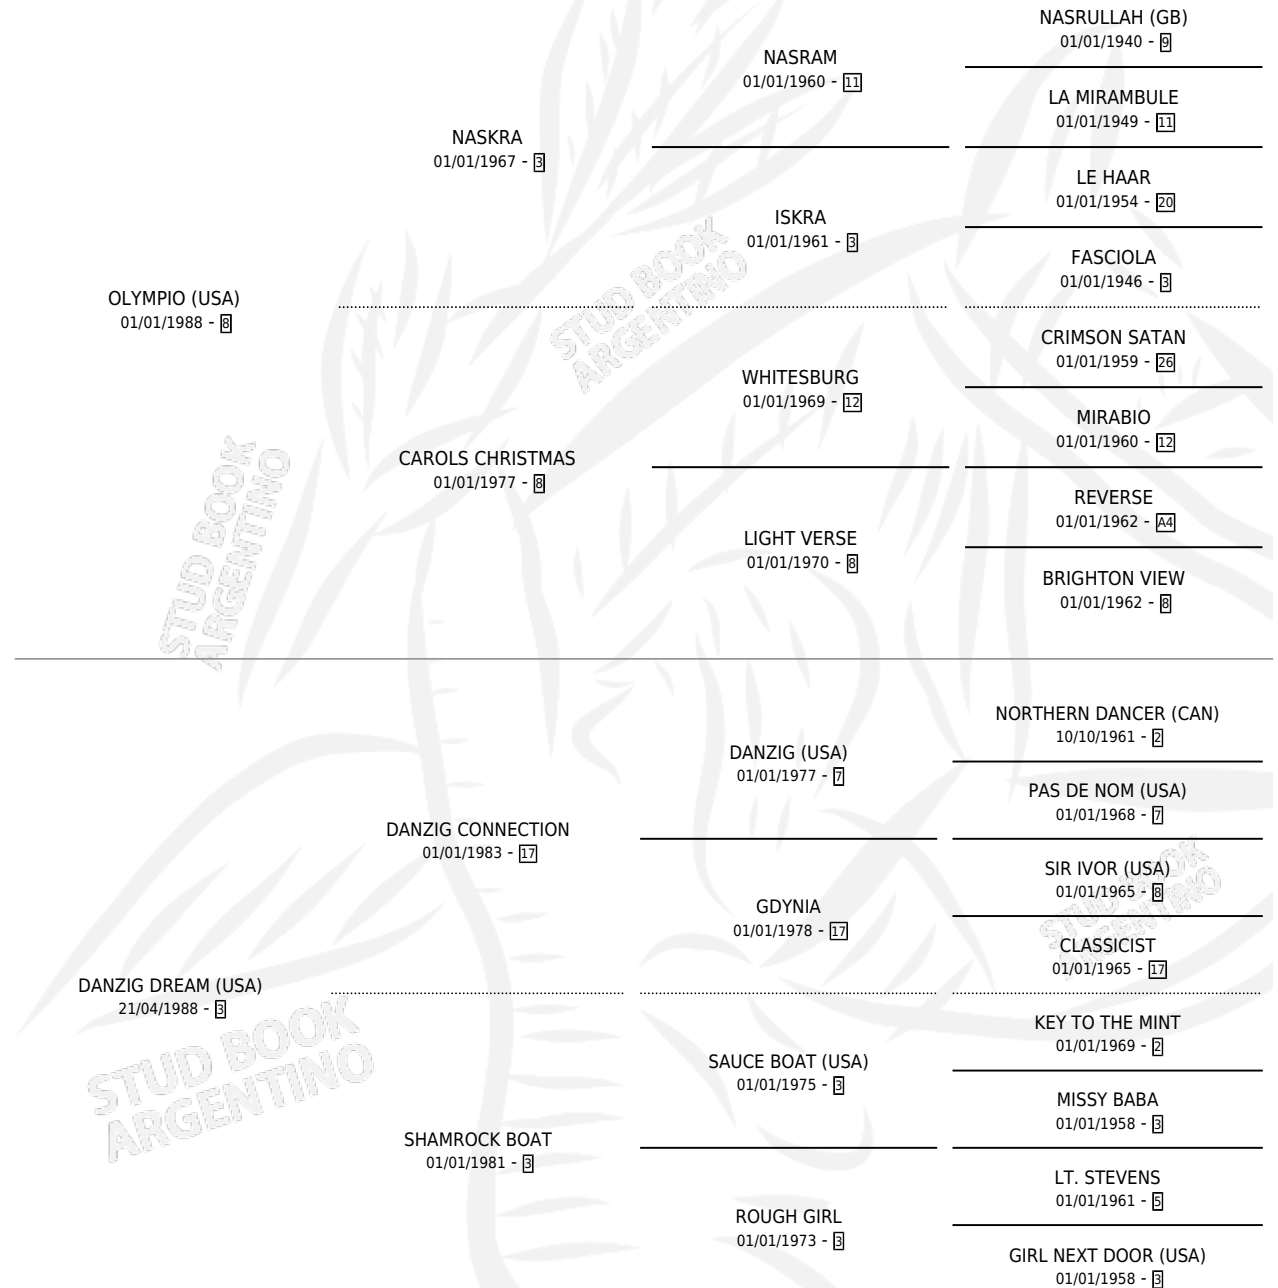 NASRULLAH (GB)
01/01/1940 - 9
NASRAM
01/01/1960 - 11
LA MIRAMBULE
01/01/1949 - 11
NASKRA
01/01/1967 - 3
LE HAAR
01/01/1954 - 20
ISKRA
01/01/1961 - 3
FASCIOLA
01/01/1946 - 3
OLYMPIO (USA)
01/01/1988 - 8
CRIMSON SATAN
01/01/1959 - 26
WHITESBURG
01/01/1969 - 12
MIRABIO
01/01/1960 - 12
CAROLS CHRISTMAS
01/01/1977 - 8
REVERSE
01/01/1962 - A4
LIGHT VERSE
01/01/1970 - 8
BRIGHTON VIEW
01/01/1962 - 8
NORTHERN DANCER (CAN)
10/10/1961 - 2
DANZIG (USA)
01/01/1977 - 7
PAS DE NOM (USA)
01/01/1968 - 7
DANZIG CONNECTION
01/01/1983 - 17
SIR IVOR (USA)
01/01/1965 - 8
GDYNIA
01/01/1978 - 17
CLASSICIST
01/01/1965 - 17
DANZIG DREAM (USA)
21/04/1988 - 3
KEY TO THE MINT
01/01/1969 - 2
SAUCE BOAT (USA)
01/01/1975 - 3
MISSY BABA
01/01/1958 - 3
SHAMROCK BOAT
01/01/1981 - 3
LT. STEVENS
01/01/1961 - 5
ROUGH GIRL
01/01/1973 - 3
GIRL NEXT DOOR (USA)
01/01/1958 - 3
STUD BOOK
ARGENTINO
STUD BOOK
ARGENTINO
STUD BOOK
ARGENTINO
STUD BOOK
ARGENTINO